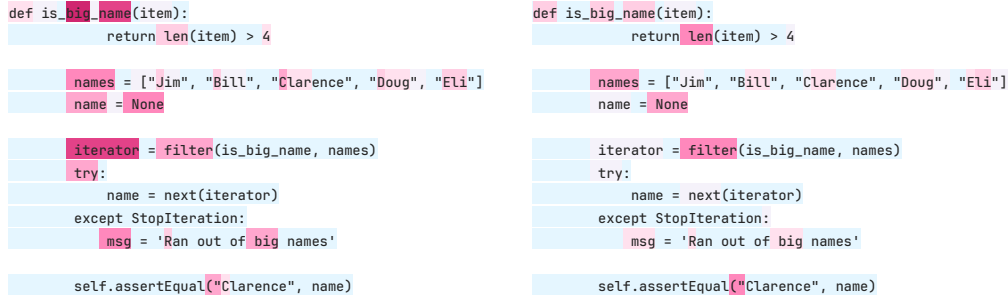 def is_big_name(item):
            return len(item) > 4
        names = ["Jim", "Bill", "Clarence", "Doug", "Eli"]
        name = None
        iterator = filter(is_big_name, names)
        try:
            name = next(iterator)
        except StopIteration:
            msg = 'Ran out of big names'
        self.assertEqual("Clarence", name)
def is_big_name(item):
            return len(item) > 4
        names = ["Jim", "Bill", "Clarence", "Doug", "Eli"]
        name = None
        iterator = filter(is_big_name, names)
        try:
            name = next(iterator)
        except StopIteration:
            msg = 'Ran out of big names'
        self.assertEqual("Clarence", name)